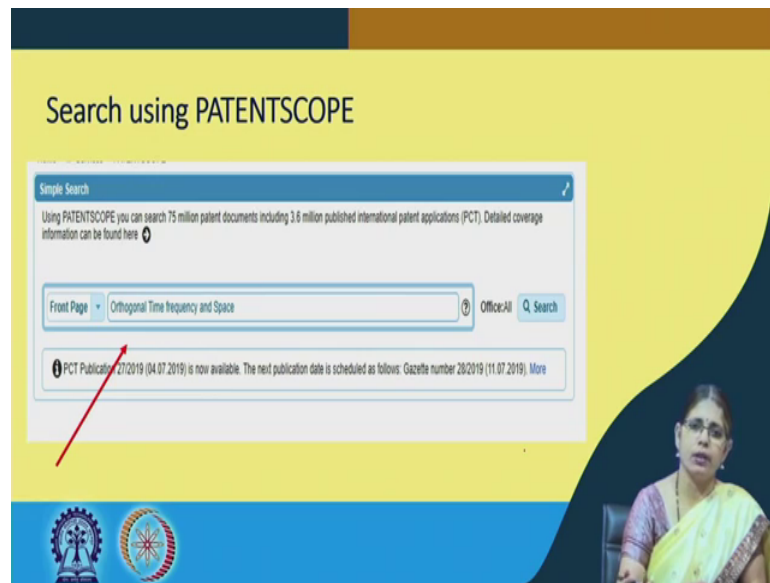 Search using PATENTSCOPE
Simple Search
Using PATENTSCOPE you can search 75 million patent documents including 3.6 million published international patent applications (PCT). Detailed coverage
information can be found here
Front Page Orthogonal Time frequency and Space Office:All Search
PCT Publication 27/2019 (04.07.2019) is now available. The next publication date is scheduled as follows: Gazette number 28/2019 (11.07.2019). More